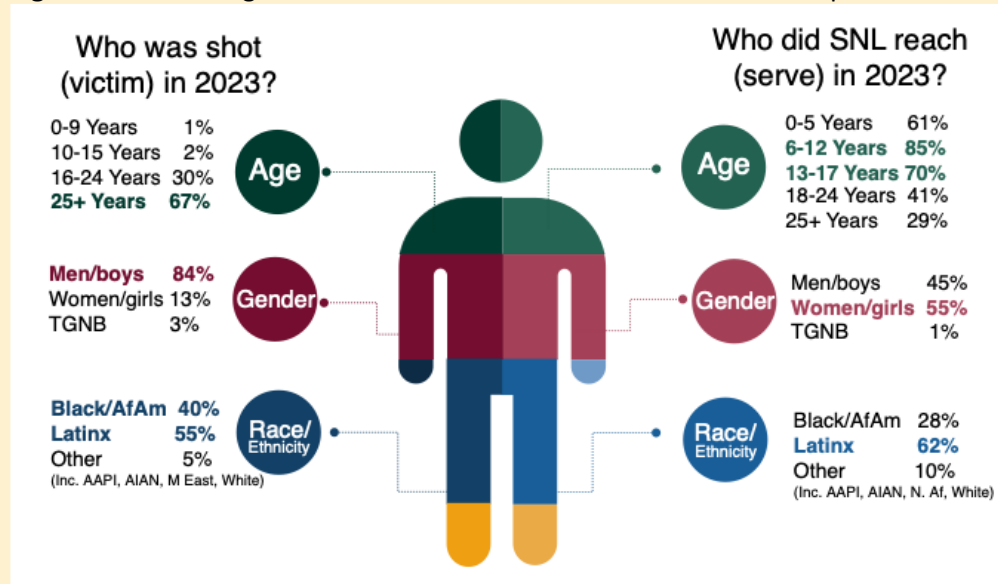 Who was shot
(victim) in 2023?
0-9 Years 1%
10-15 Years 2%
16-24 Years 30%
25+ Years 67%
Age
Men/boys 84%
Women/girls 13%
TGNB 3%
Gender
Black/AfAm 40%
Latinx 55%
Other 5%
(Inc. AAPI, AIAN, M East, White)
Race/
Ethnicity
Who did SNL reach
(serve) in 2023?
Age
0-5 Years 61%
6-12 Years 85%
13-17 Years 70%
18-24 Years 41%
25+ Years 29%
Gender
Men/boys 45%
Women/girls 55%
TGNB 1%
Race/
Ethnicity
Black/AfAm 28%
Latinx 62%
Other 10%
(Inc. AAPI, AIAN, N. Af, White)